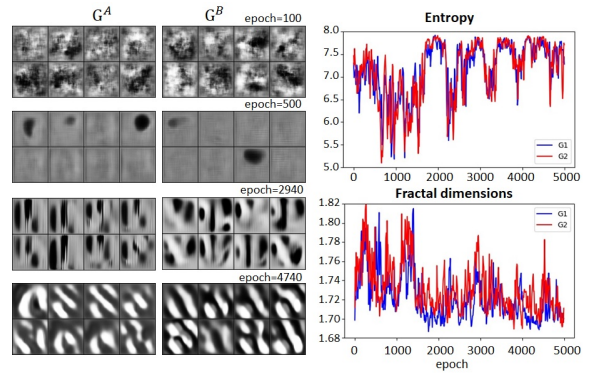 Gᴬ
Gᴮ
epoch=100
epoch=500
epoch=2940
epoch=4740
Entropy
8.0
7.5
7.0
6.5
6.0
5.5
5.0
G1
G2
0 1000 2000 3000 4000 5000
Fractal dimensions
1.82
1.80
1.78
1.76
1.74
1.72
1.70
1.68
G1
G2
0 1000 2000 3000 4000 5000
epoch